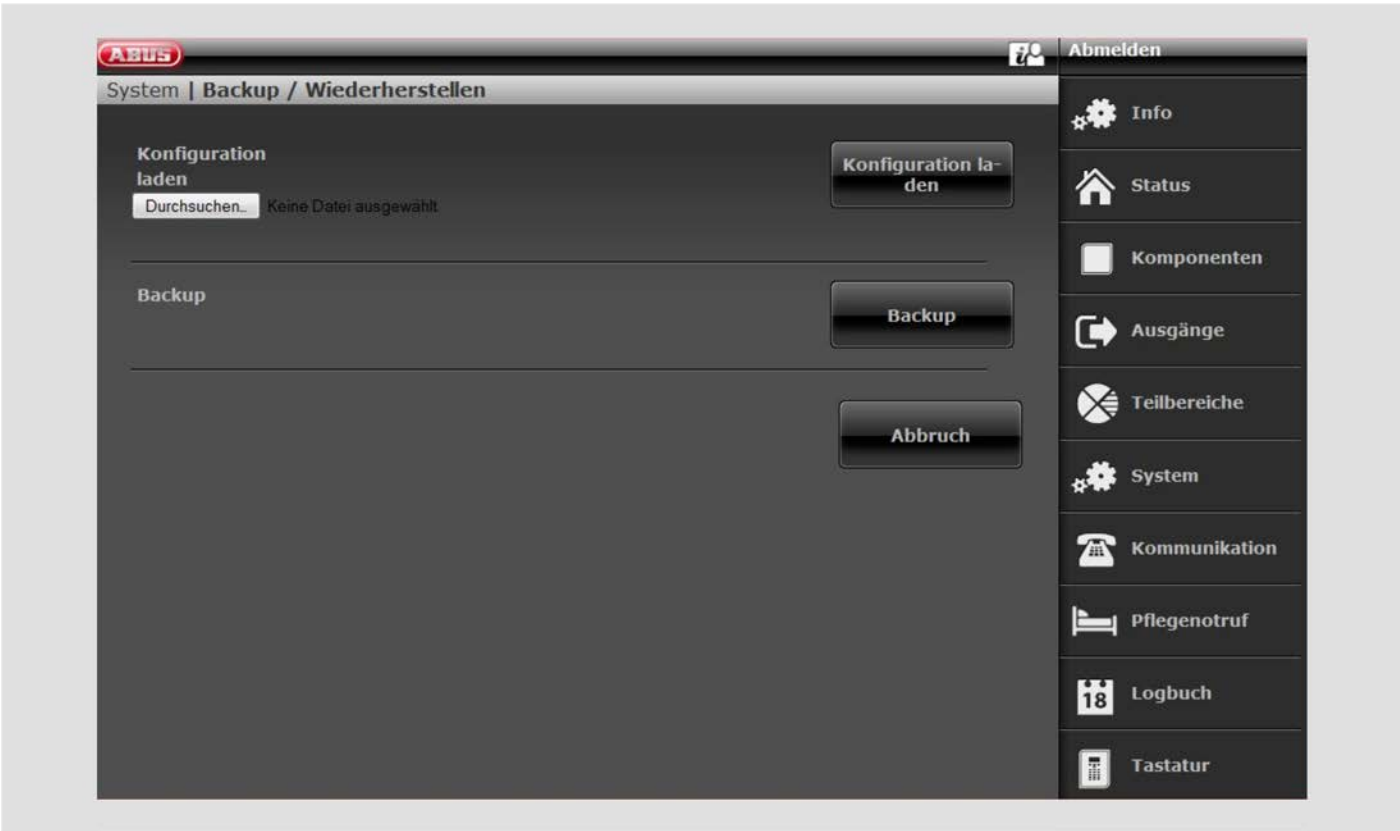 ABUS
Abmelden
System | Backup / Wiederherstellen
Konfiguration
laden
Durchsuchen..
Keine Datei ausgewählt
Konfiguration la-
den
Backup
Backup
Abbruch
Info
Status
Komponenten
Ausgänge
Teilbereiche
System
Kommunikation
Pflegenotruf
18
Logbuch
Tastatur